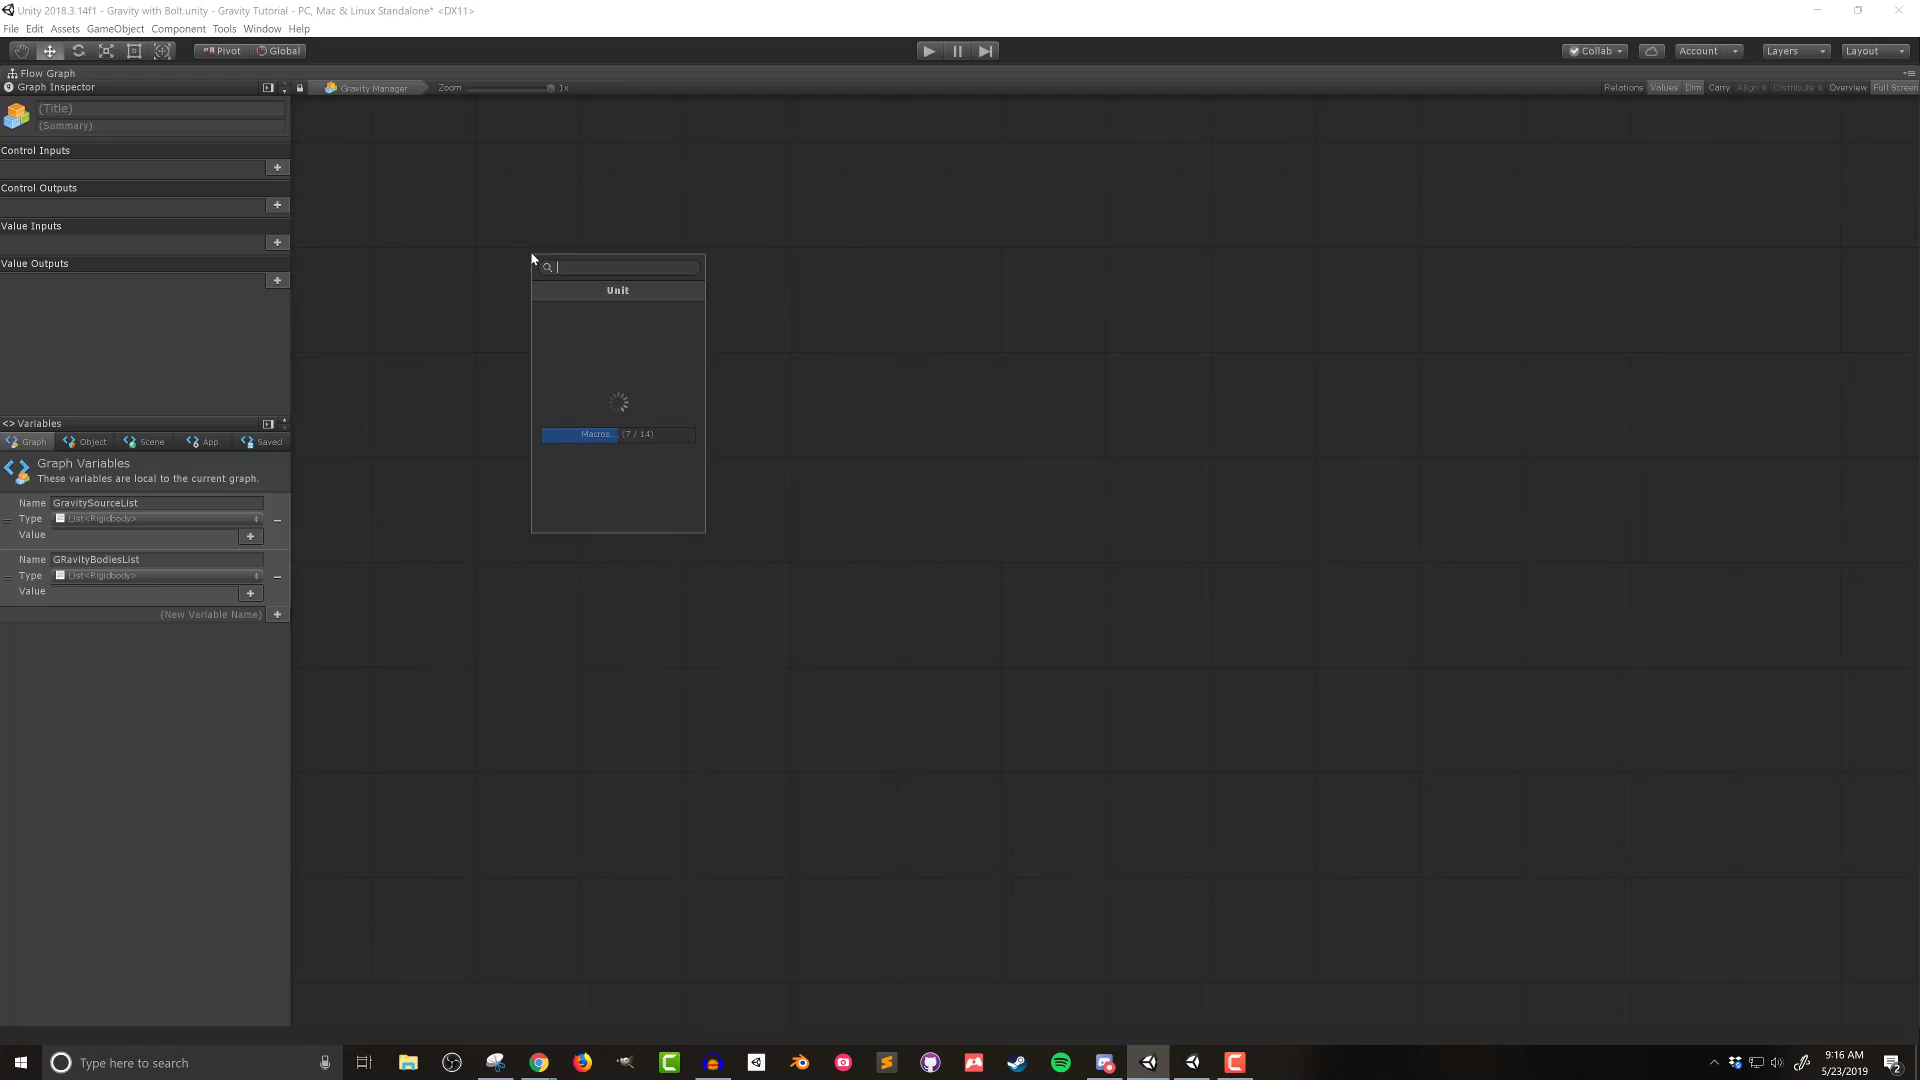 Unity 2018.3.14f1 - Gravity with Bolt.unity - Gravity Tutorial - PC, Mac & Linux Standalone* <DX11>
File Edit Assets GameObject Component Tools Window Help
Pivot Global Collab Account Layers Layout
Flow Graph
Graph Inspector Gravity Manager Zoom 1x Relations Values Dim Carry Align Distribute Overview Full Screen
(Title)
(Summary)
Control Inputs
Control Outputs
Value Inputs
Value Outputs
Unit
Macros... (7 / 14)
<> Variables
Graph Object Scene App Saved
Graph Variables
These variables are local to the current graph.
Name GravitySourceList
Type List<Rigidbody>
Value
Name GRavityBodiesList
Type List<Rigidbody>
Value
(New Variable Name)
Type here to search
9:16 AM
5/23/2019
2